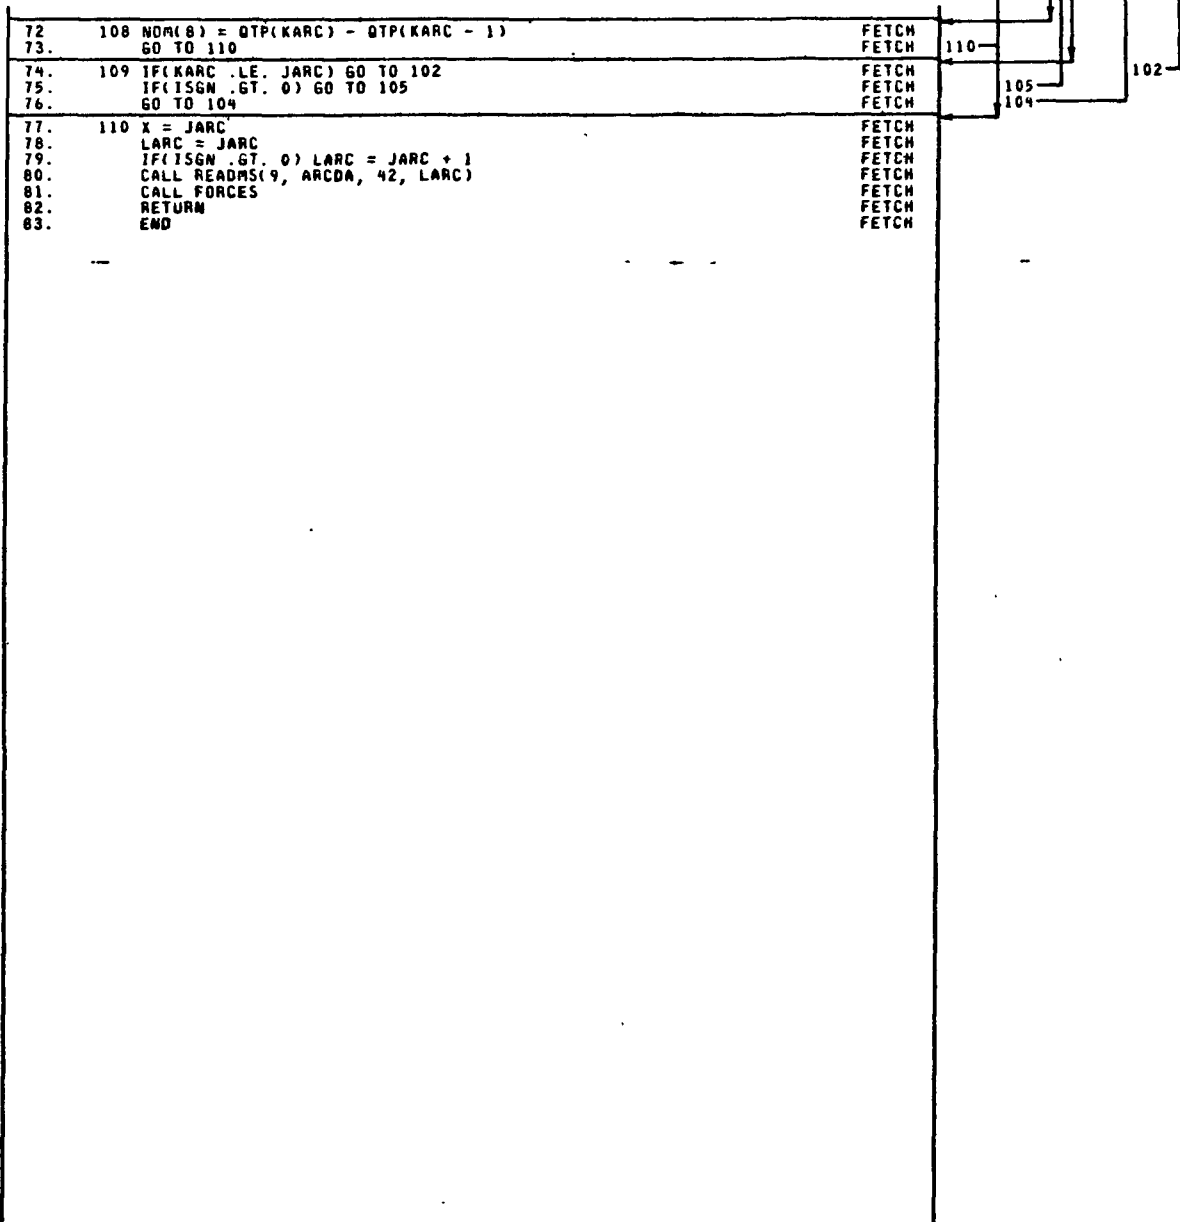 72 108 NOM(8) = QTP(KARC) - QTP(KARC - 1) FETCH
73. GO TO 110 FETCH 110
74. 109 IF(KARC .LE. JARC) GO TO 102 FETCH 102
75. IF(ISGN .GT. 0) GO TO 105 FETCH 105
76. GO TO 104 FETCH 104
77. 110 X = JARC FETCH
78. LARC = JARC FETCH
79. IF(ISGN .GT. 0) LARC = JARC + 1 FETCH
80. CALL READMS(9, ARCDA, 42, LARC) FETCH
81. CALL FORCES FETCH
82. RETURN FETCH
83. END FETCH